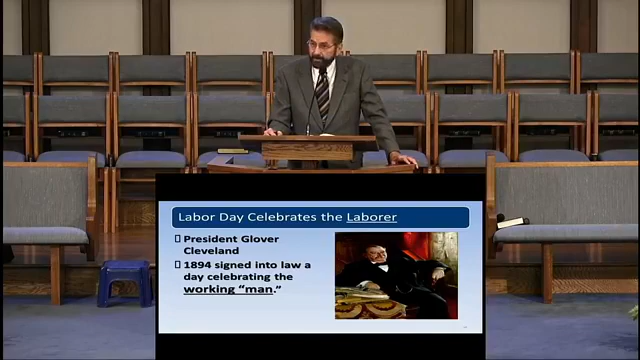 Labor Day Celebrates the Laborer
President Glover
Cleveland
1894 signed into law a
day celebrating the
working “man.”